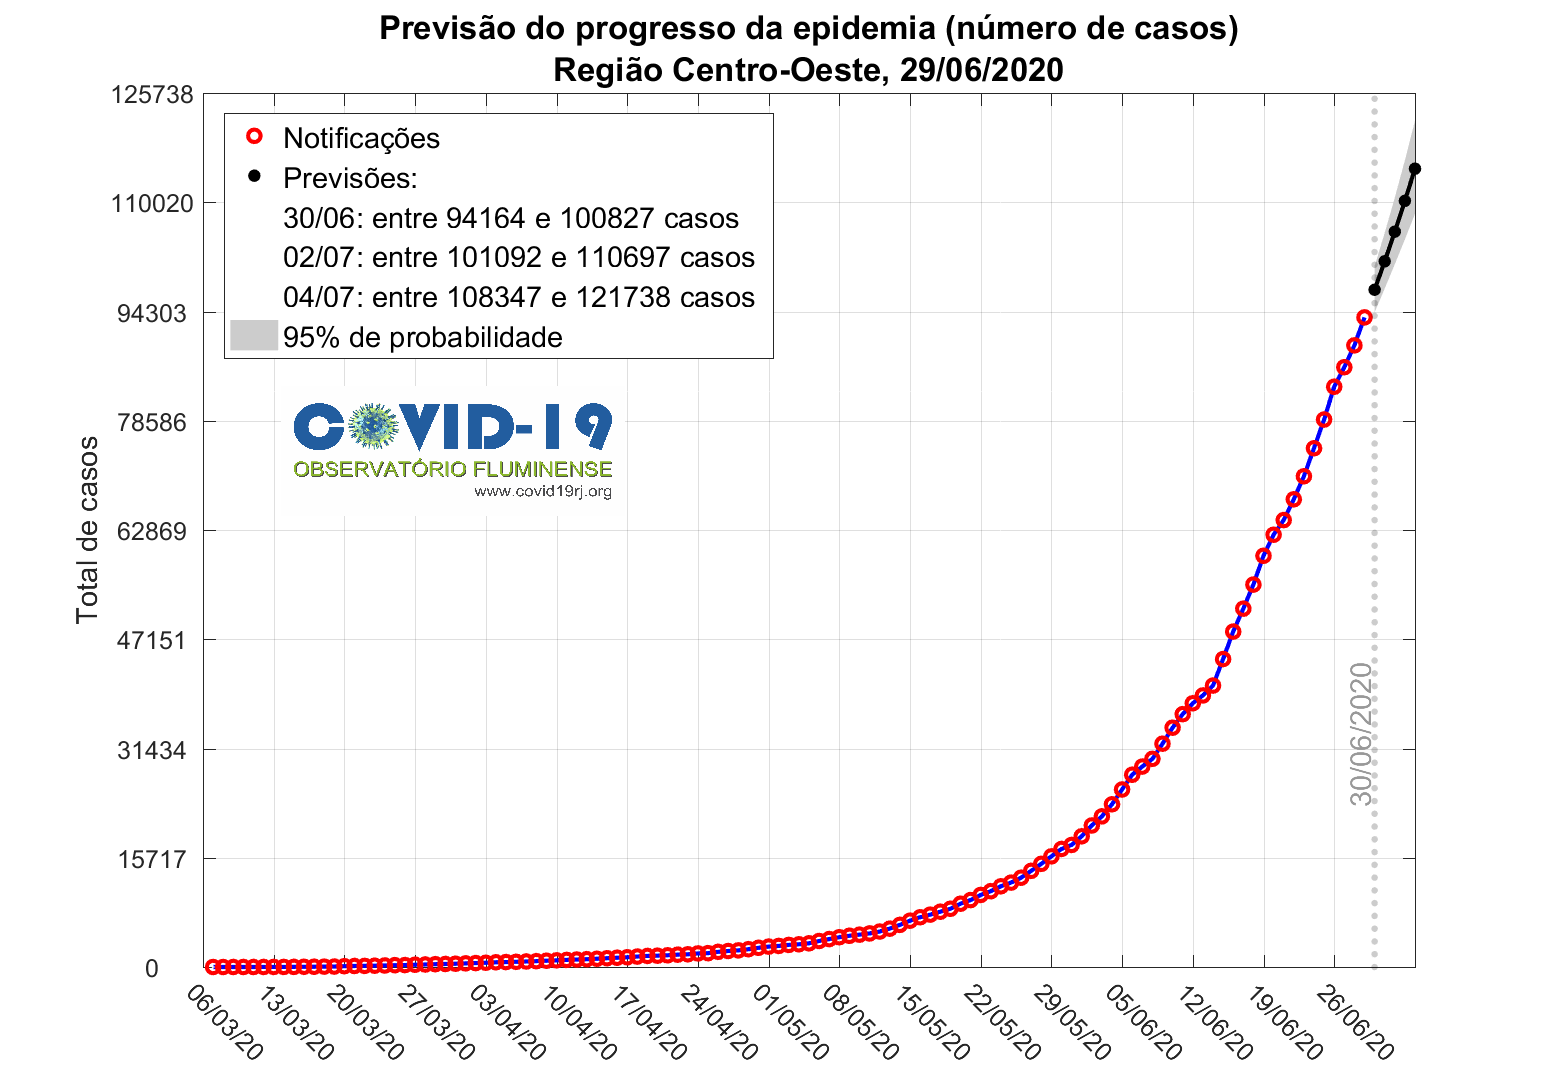 Previsão do progresso da epidemia (número de casos)
Região Centro-Oeste, 29/06/2020
125738
110020
94303
78586
62869
47151
31434
15717
0
Total de casos
Notificações
Previsões:
30/06: entre 94164 e 100827 casos
02/07: entre 101092 e 110697 casos
04/07: entre 108347 e 121738 casos
95% de probabilidade
COVID-19
OBSERVATÓRIO FLUMINENSE
www.covid19rj.org
30/06/2020
06/03/20
13/03/20
20/03/20
27/03/20
03/04/20
10/04/20
17/04/20
24/04/20
01/05/20
08/05/20
15/05/20
22/05/20
29/05/20
05/06/20
12/06/20
19/06/20
26/06/20